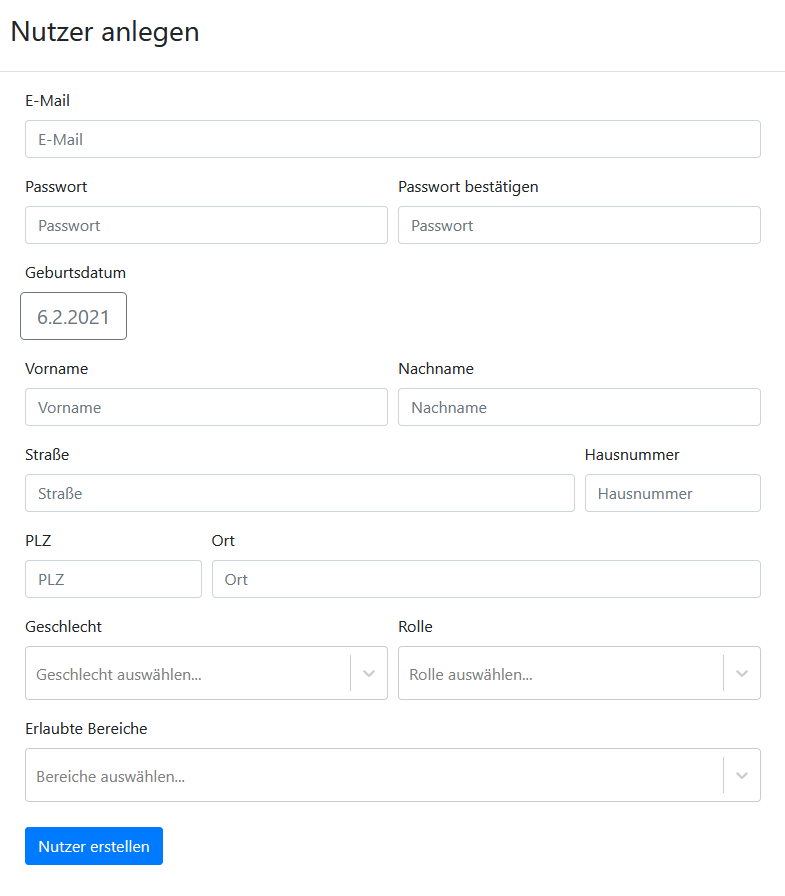 Nutzer anlegen
E-Mail
E-Mail
Passwort Passwort bestätigen
Passwort Passwort
Geburtsdatum
6.2.2021
Vorname Nachname
Vorname Nachname
Straße Hausnummer
Straße Hausnummer
PLZ Ort
PLZ Ort
Geschlecht Rolle
Geschlecht auswählen... Rolle auswählen...
Erlaubte Bereiche
Bereiche auswählen...
Nutzer erstellen